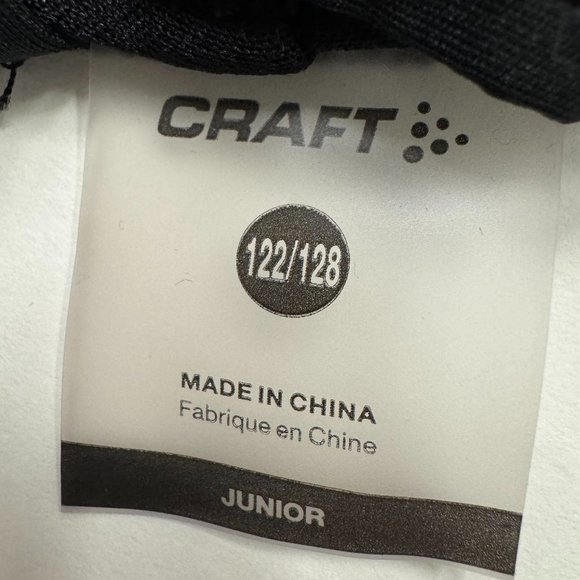 CRAFT
122/128
MADE IN CHINA
Fabrique en Chine
JUNIOR